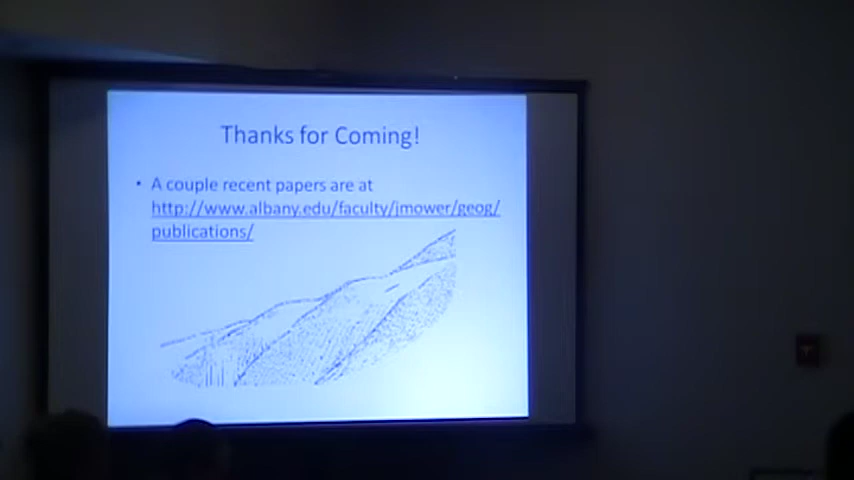 Thanks for Coming!
• A couple recent papers are at
http://www.albany.edu/faculty/jmower/geog/
publications/